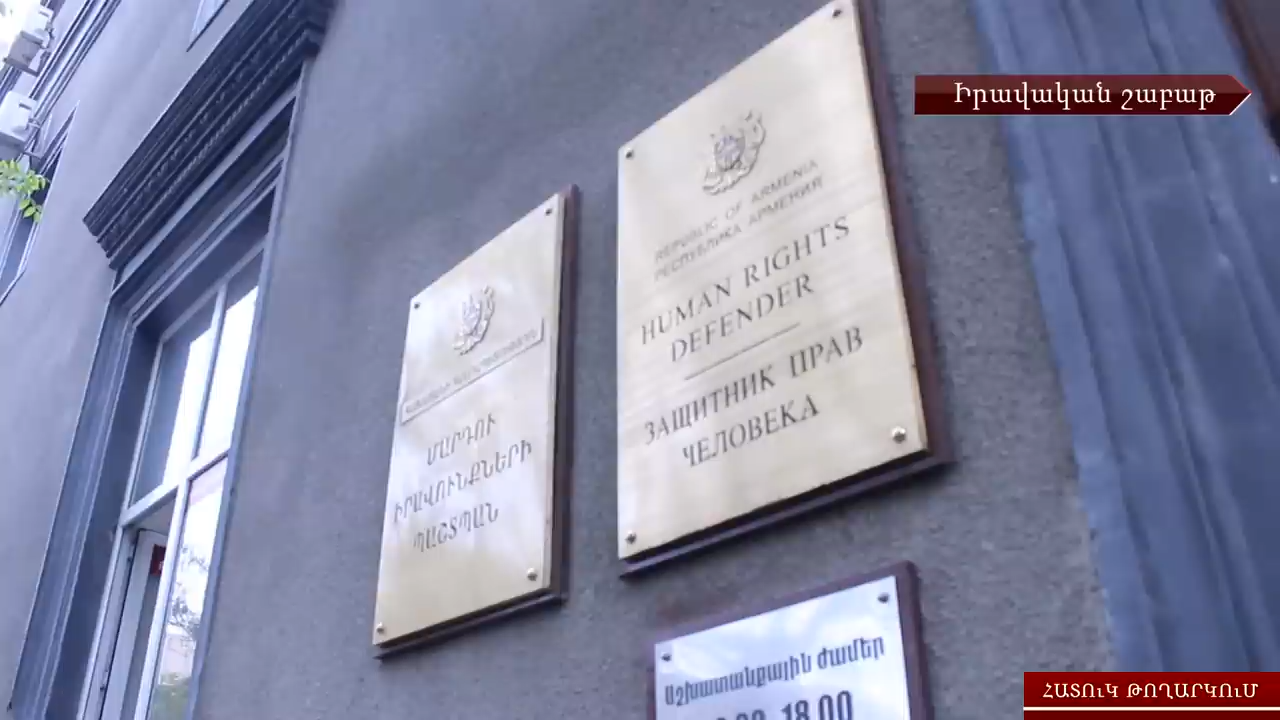 Իրավական շաբաթ
REPUBLIC OF ARMENIA
РЕСПУБЛИКА АРМЕНИЯ
HUMAN RIGHTS
DEFENDER
ЗАЩИТНИК ПРАВ
ЧЕЛОВЕКА
ՄԱՐԴՈՒ
ԻՐԱՎՈՒՆՔՆԵՐԻ
ՊԱՇՏՊԱՆ
Աշխատանքային ժամեր
18.00
ՀԱՏՈւԿ ԹՈՂԱՐԿՈւՄ